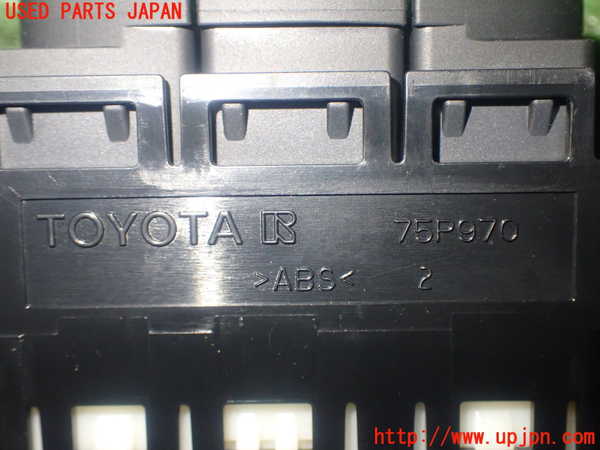 USED PARTS JAPAN
TOYOTA R 75P970
>ABS< 2
http://www.upjpn.com